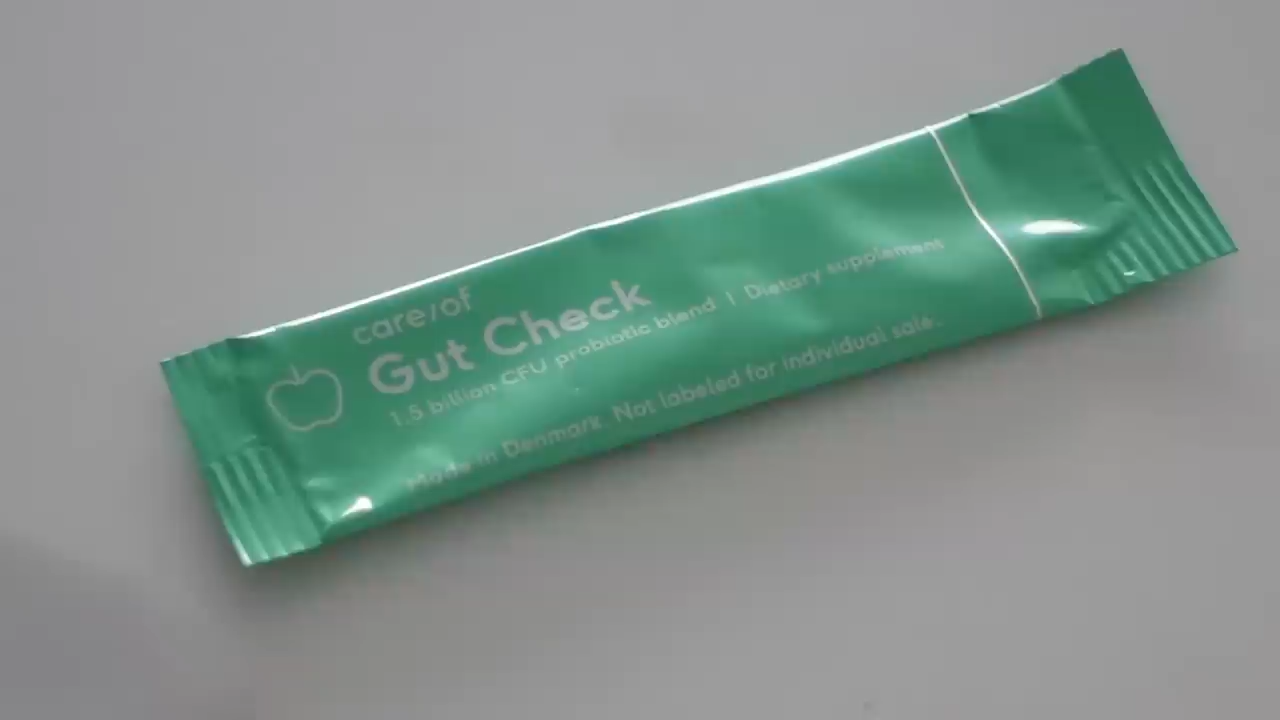 care/of
Gut Check
1.5 billion CFU probiotic blend | Dietary supplement
Made in Denmark. Not labeled for individual sale.